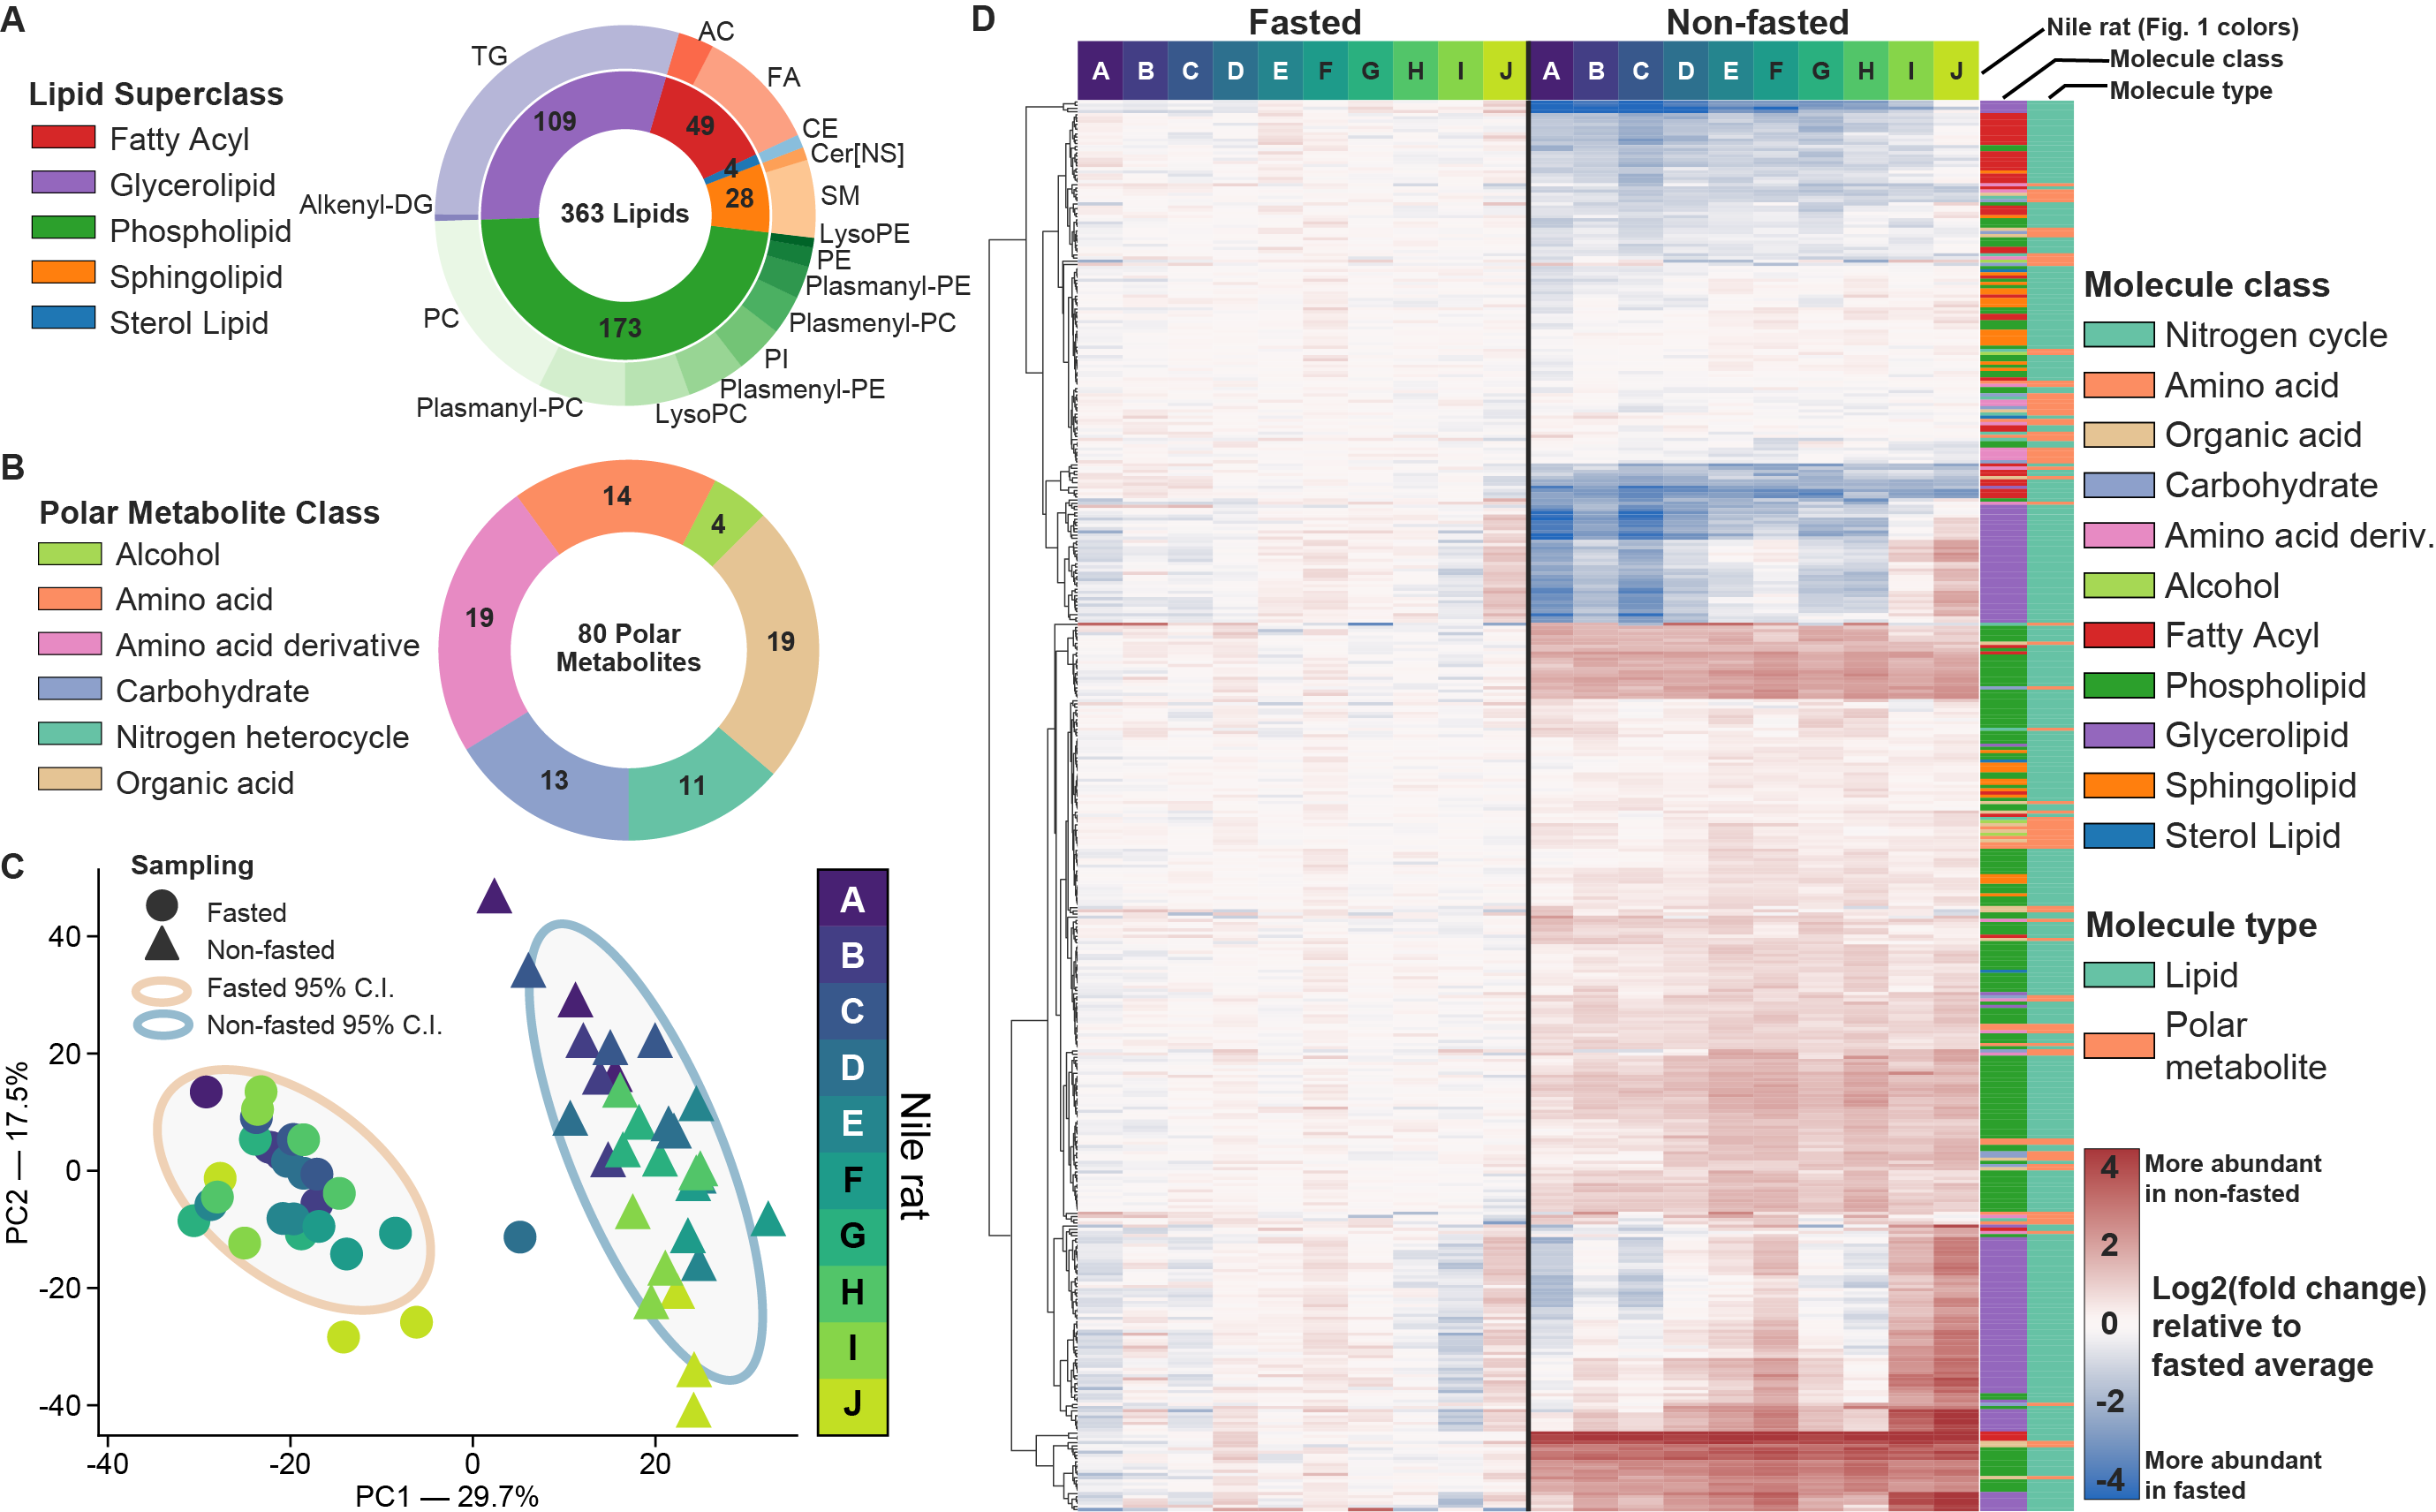 A
Lipid Superclass
Fatty Acyl
Glycerolipid
Phospholipid
Sphingolipid
Sterol Lipid
TG
AC
FA
CE
Cer[NS]
SM
LysoPE
PE
Plasmanyl-PE
Plasmenyl-PC
PI
Plasmenyl-PE
LysoPC
Plasmanyl-PC
PC
Alkenyl-DG
109
49
4
28
173
363 Lipids
B
Polar Metabolite Class
Alcohol
Amino acid
Amino acid derivative
Carbohydrate
Nitrogen heterocycle
Organic acid
14
4
19
19
13
11
80 Polar
Metabolites
C
Sampling
Fasted
Non-fasted
Fasted 95% C.I.
Non-fasted 95% C.I.
40
20
0
-20
-40
PC2 — 17.5%
-40
-20
0
20
PC1 — 29.7%
A
B
C
D
E
F
G
H
I
J
Nile rat
D
Fasted
Non-fasted
A B C D E F G H I J A B C D E F G H I J
Nile rat (Fig. 1 colors)
Molecule class
Molecule type
Molecule class
Nitrogen cycle
Amino acid
Organic acid
Carbohydrate
Amino acid deriv.
Alcohol
Fatty Acyl
Phospholipid
Glycerolipid
Sphingolipid
Sterol Lipid
Molecule type
Lipid
Polar
metabolite
4
2
0
-2
-4
More abundant
in non-fasted
Log2(fold change)
relative to
fasted average
More abundant
in fasted